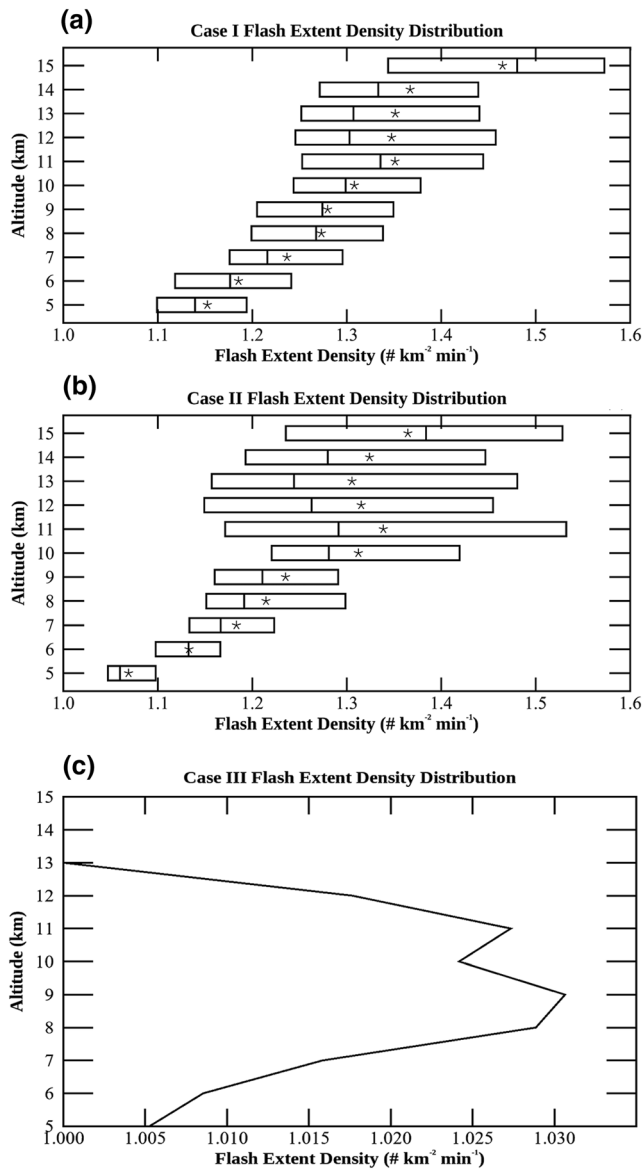 (a)
Case I Flash Extent Density Distribution
15
14
13
12
11
10
9
8
7
6
5
Altitude (km)
1.0 1.1 1.2 1.3 1.4 1.5 1.6
Flash Extent Density (# km⁻² min⁻¹)
(b)
Case II Flash Extent Density Distribution
15
14
13
12
11
10
9
8
7
6
5
Altitude (km)
1.0 1.1 1.2 1.3 1.4 1.5 1.6
Flash Extent Density (# km⁻² min⁻¹)
(c)
Case III Flash Extent Density Distribution
15
14
13
12
11
10
9
8
7
6
5
Altitude (km)
1.000 1.005 1.010 1.015 1.020 1.025 1.030
Flash Extent Density (# km⁻² min⁻¹)